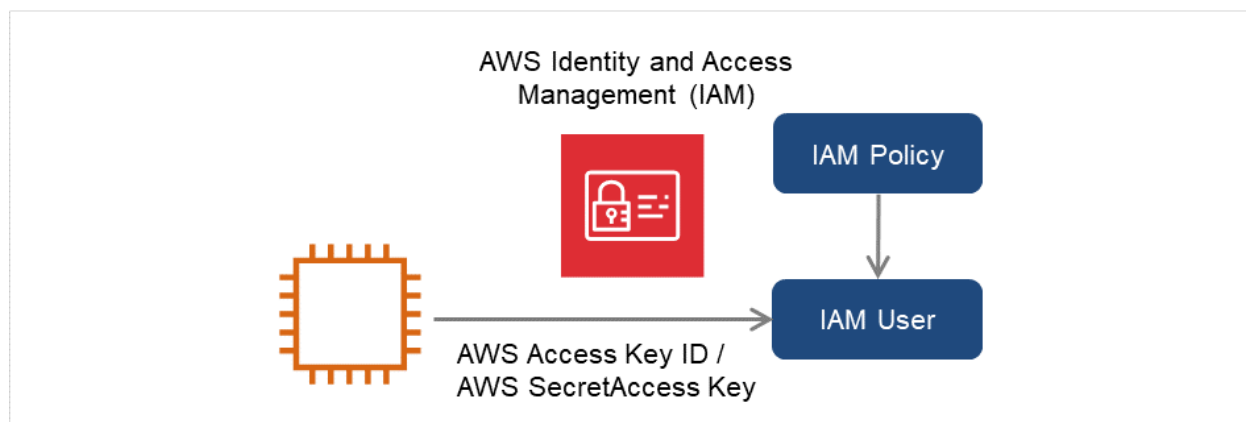 AWS Identity and Access
Management (IAM)
IAM Policy
IAM User
AWS Access Key ID /
AWS SecretAccess Key